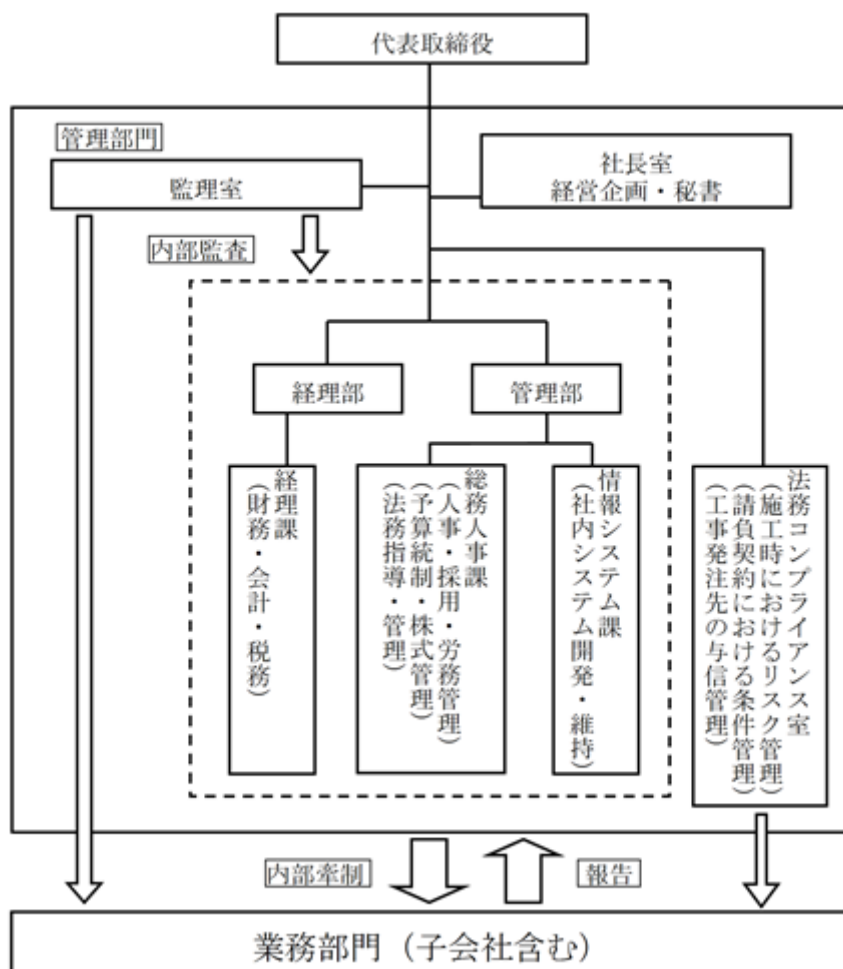 代表取締役
管理部門
監理室
社長室
経営企画・秘書
内部監査
経理部
管理部
経理課
（財務・会計・税務）
総務人事課
（人事・採用・労務管理）
（予算統制・株式管理）
（法務指導・管理）
情報システム課
（社内システム開発・維持）
法務コンプライアンス室
（施工時におけるリスク管理）
（請負契約における条件管理）
（工事発注先の与信管理）
内部牽制
報告
業務部門（子会社含む）